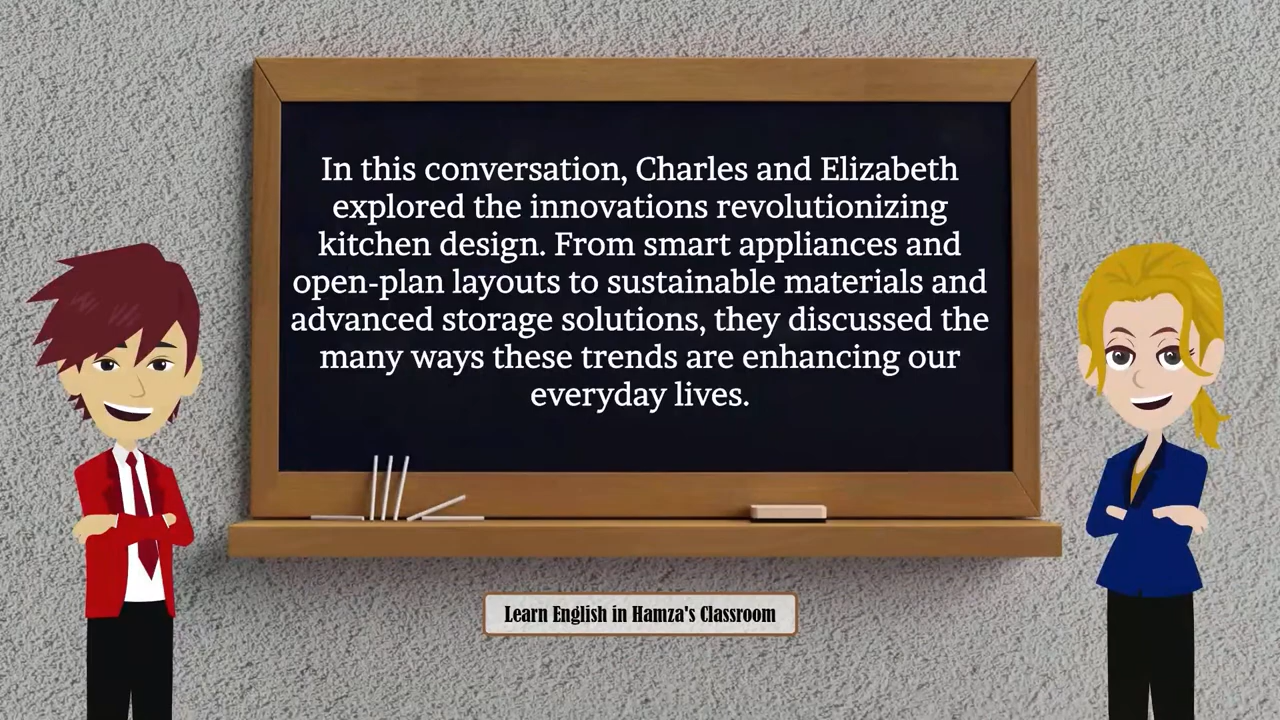 In this conversation, Charles and Elizabeth
explored the innovations revolutionizing
kitchen design. From smart appliances and
open-plan layouts to sustainable materials and
advanced storage solutions, they discussed the
many ways these trends are enhancing our
everyday lives.
Learn English in Hamza's Classroom